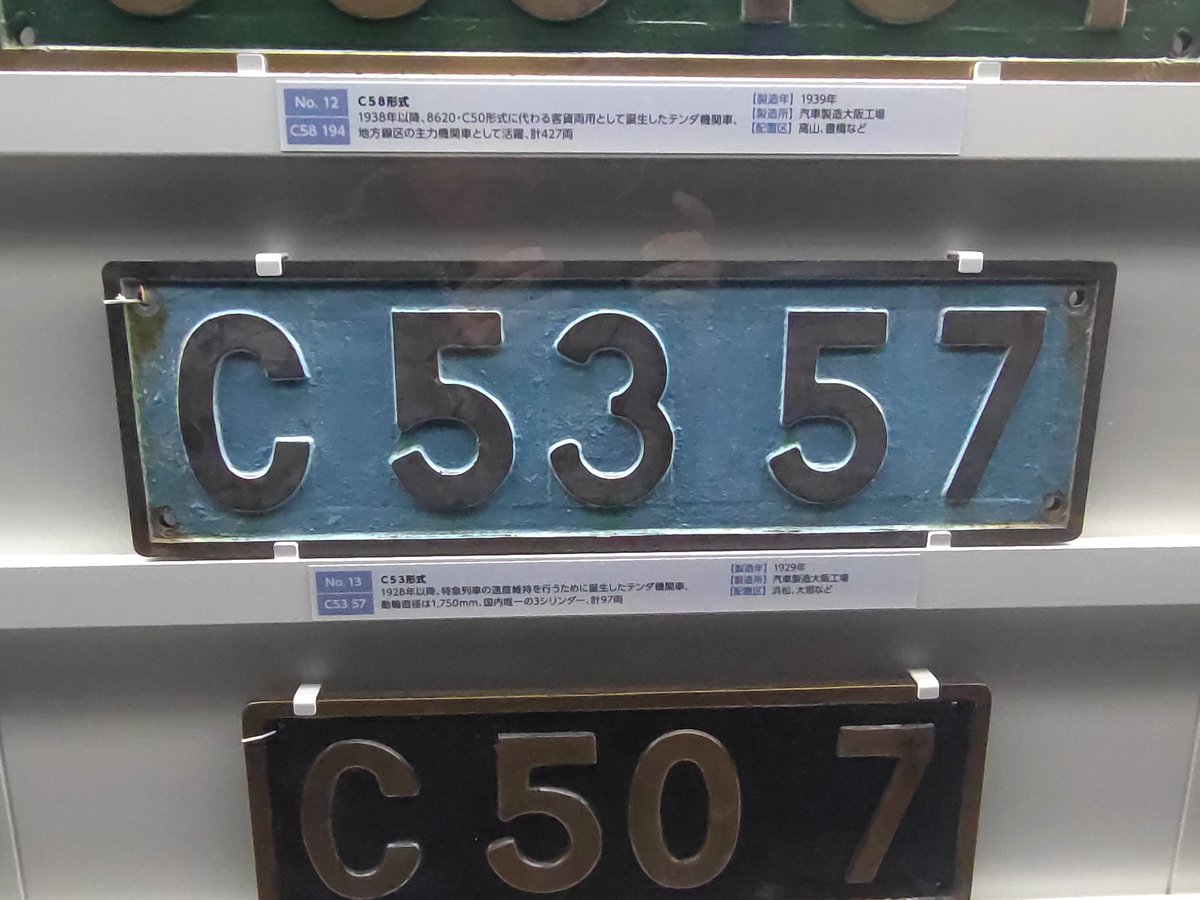 No. 12
C58 194
C58形式
1938年以降、8620・C50形式に代わる客貨両用として誕生したテンダ機関車、
地方線区の主力機関車として活躍、計427両
【製造年】 1939年
【製造所】 汽車製造大阪工場
【配置区】 高山、豊橋など
C 53 57
No. 13
C53 57
C53形式
1928年以降、特急列車の速度維持を行うために誕生したテンダ機関車、
動輪直径は1,750mm、国内唯一の3シリンダー、計97両
【製造年】 1929年
【製造所】 汽車製造大阪工場
【配置区】 浜松、大垣など
C 50 7